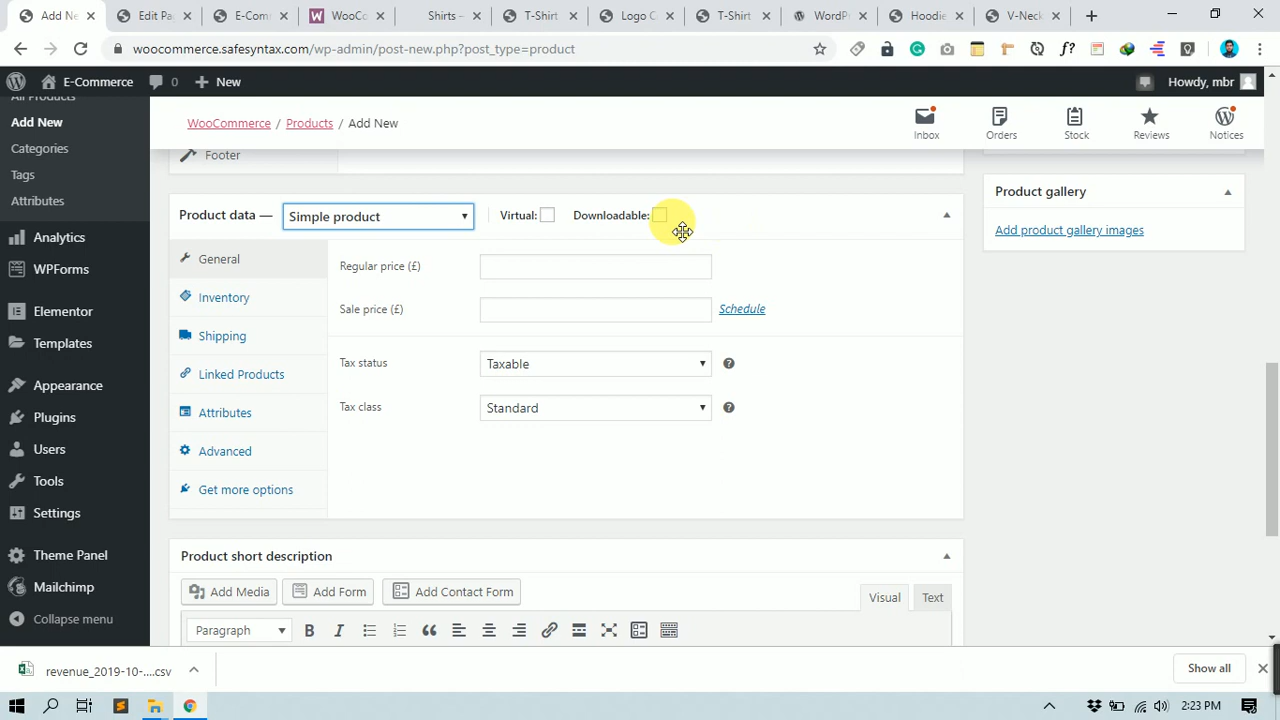 Add Ne
Edit Pa
E-Com
WooCo
Shirts –
T-Shirt
Logo C
T-Shirt
WordPr
Hoodie
V-Neck
woocommerce.safesyntax.com/wp-admin/post-new.php?post_type=product
E-Commerce 0 + New Howdy, mbr
All Products
Add New
Categories
Tags
Attributes
Analytics
WPForms
Elementor
Templates
Appearance
Plugins
Users
Tools
Settings
Theme Panel
Mailchimp
Collapse menu
WooCommerce / Products / Add New
Inbox
Orders
Stock
Reviews
Notices
Footer
Product data — Simple product Virtual: Downloadable:
General
Inventory
Shipping
Linked Products
Attributes
Advanced
Get more options
Regular price (£)
Sale price (£) Schedule
Tax status Taxable
Tax class Standard
Product gallery
Add product gallery images
Product short description
Add Media Add Form Add Contact Form
Visual Text
Paragraph B I
revenue_2019-10-....csv
Show all
2:23 PM